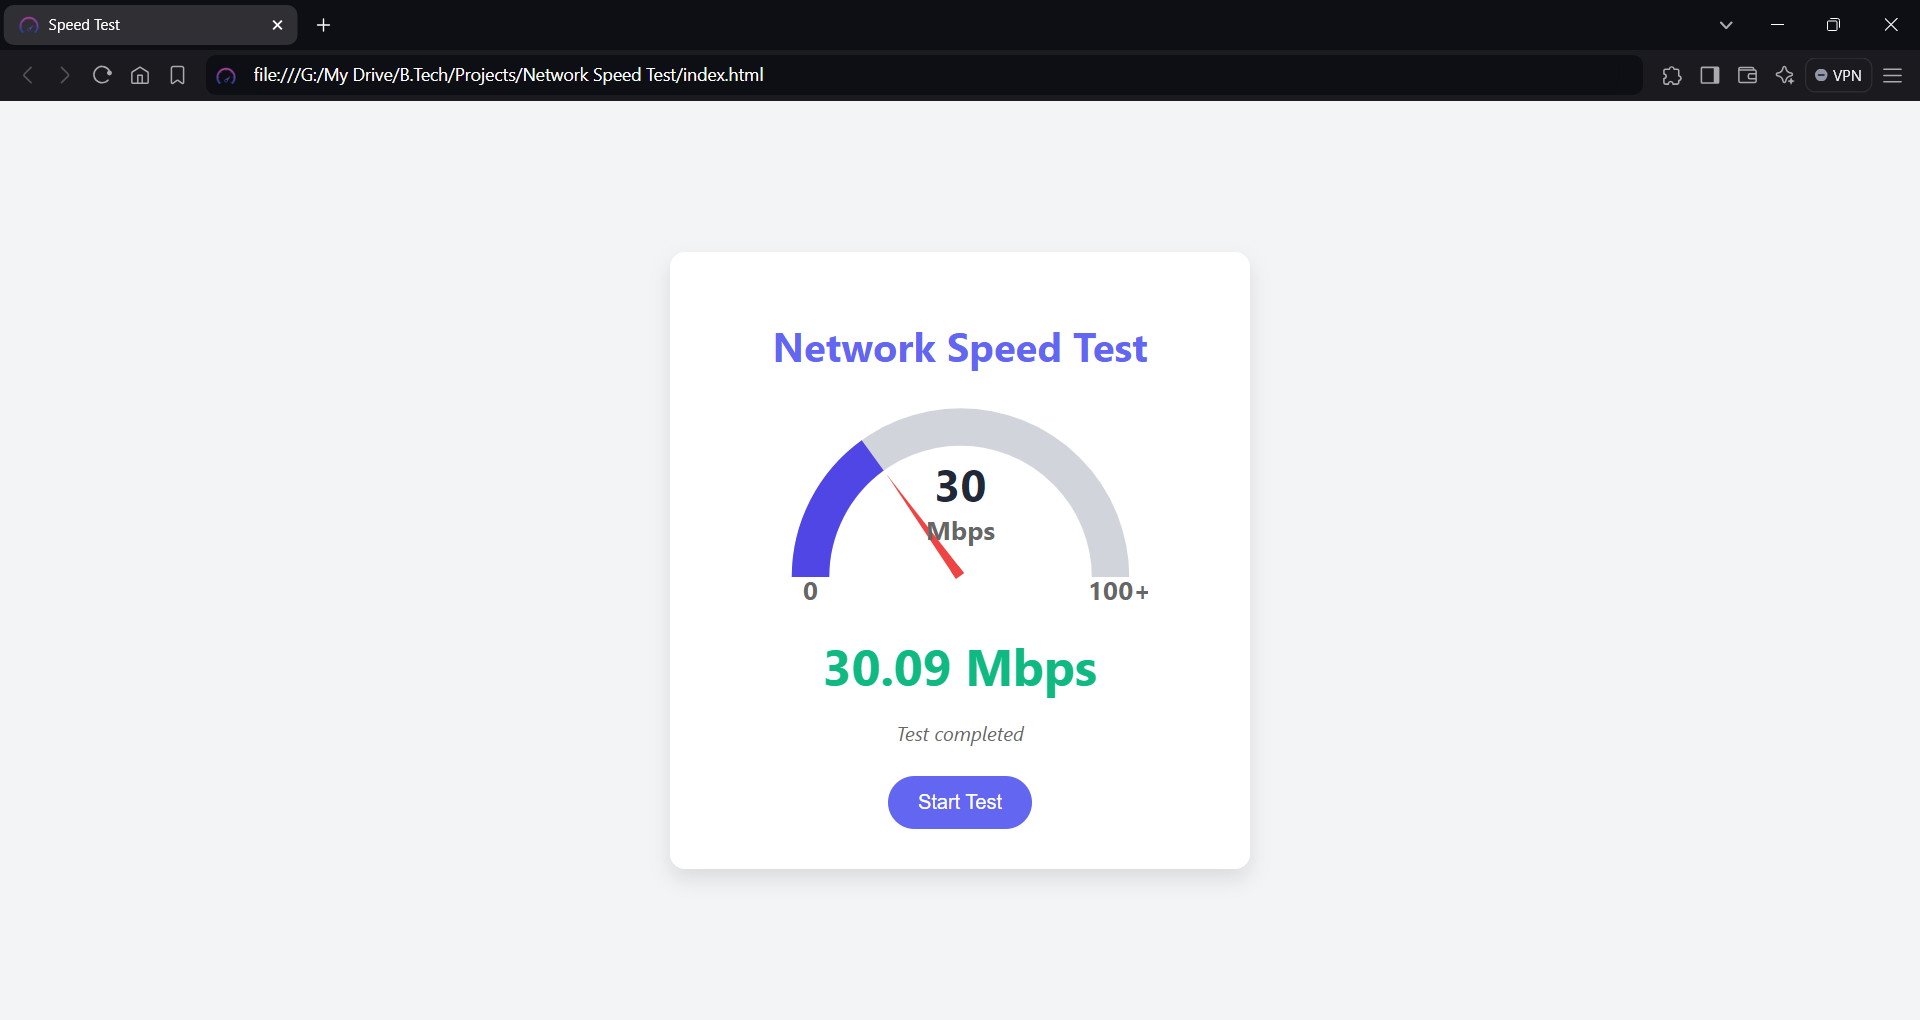 Speed Test
file:///G:/My Drive/B.Tech/Projects/Network Speed Test/index.html
VPN
Network Speed Test
30
Mbps
0
100+
30.09 Mbps
Test completed
Start Test